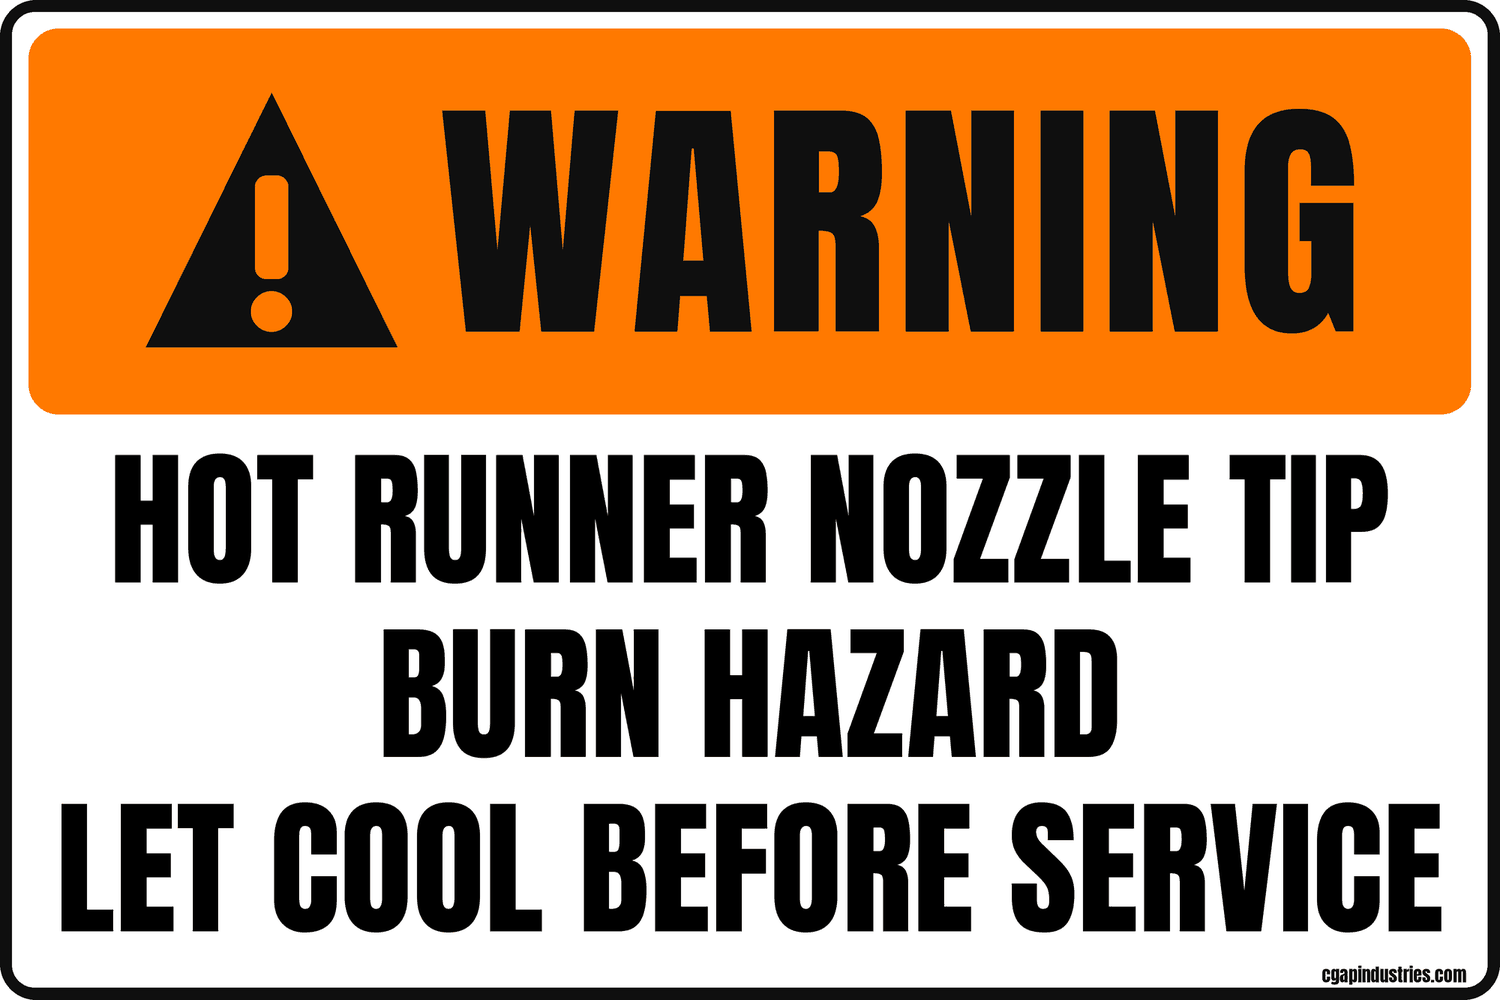 WARNING
HOT RUNNER NOZZLE TIP
BURN HAZARD
LET COOL BEFORE SERVICE
cgapindustries.com